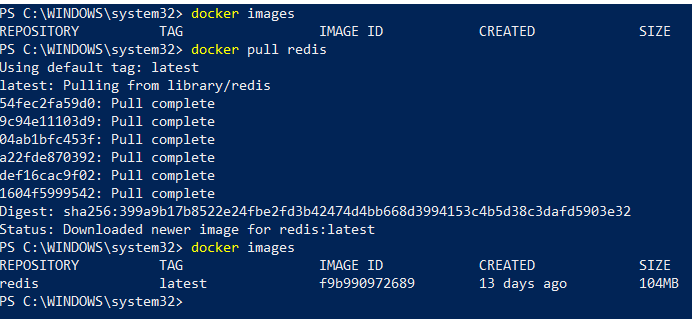 PS C:\WINDOWS\system32> docker images
REPOSITORY TAG IMAGE ID CREATED SIZE
PS C:\WINDOWS\system32> docker pull redis
Using default tag: latest
latest: Pulling from library/redis
54fec2fa59d0: Pull complete
9c94e11103d9: Pull complete
04ab1bfc453f: Pull complete
a22fde870392: Pull complete
def16cac9f02: Pull complete
1604f5999542: Pull complete
Digest: sha256:399a9b17b8522e24fbe2fd3b42474d4bb668d3994153c4b5d38c3dafd5903e32
Status: Downloaded newer image for redis:latest
PS C:\WINDOWS\system32> docker images
REPOSITORY TAG IMAGE ID CREATED SIZE
redis latest f9b990972689 13 days ago 104MB
PS C:\WINDOWS\system32>